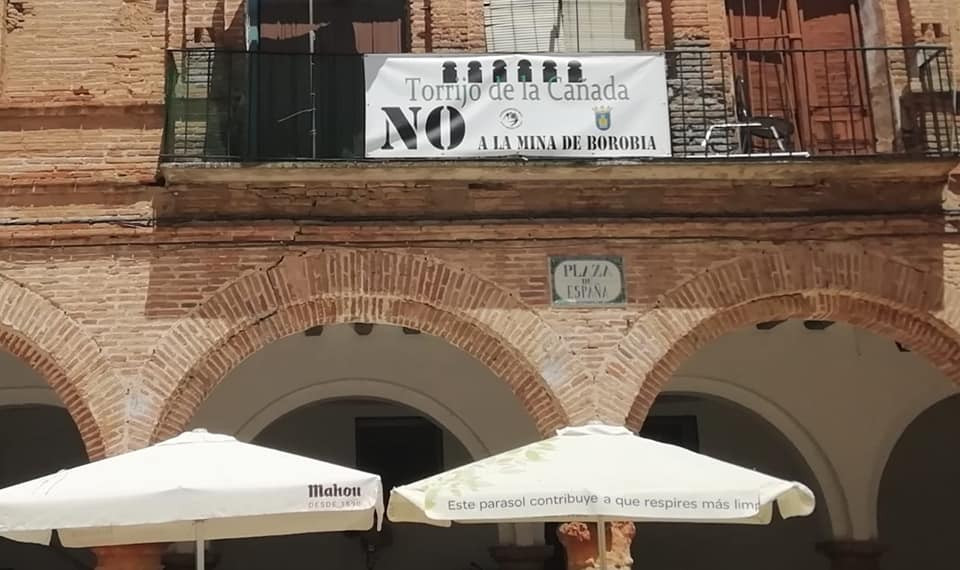 Torrijo de la Cañada
NO A LA MINA DE BOROBIA
PLAZA
DE
ESPAÑA
Mahou
DESDE 1890
Este parasol contribuye a que respires más limp